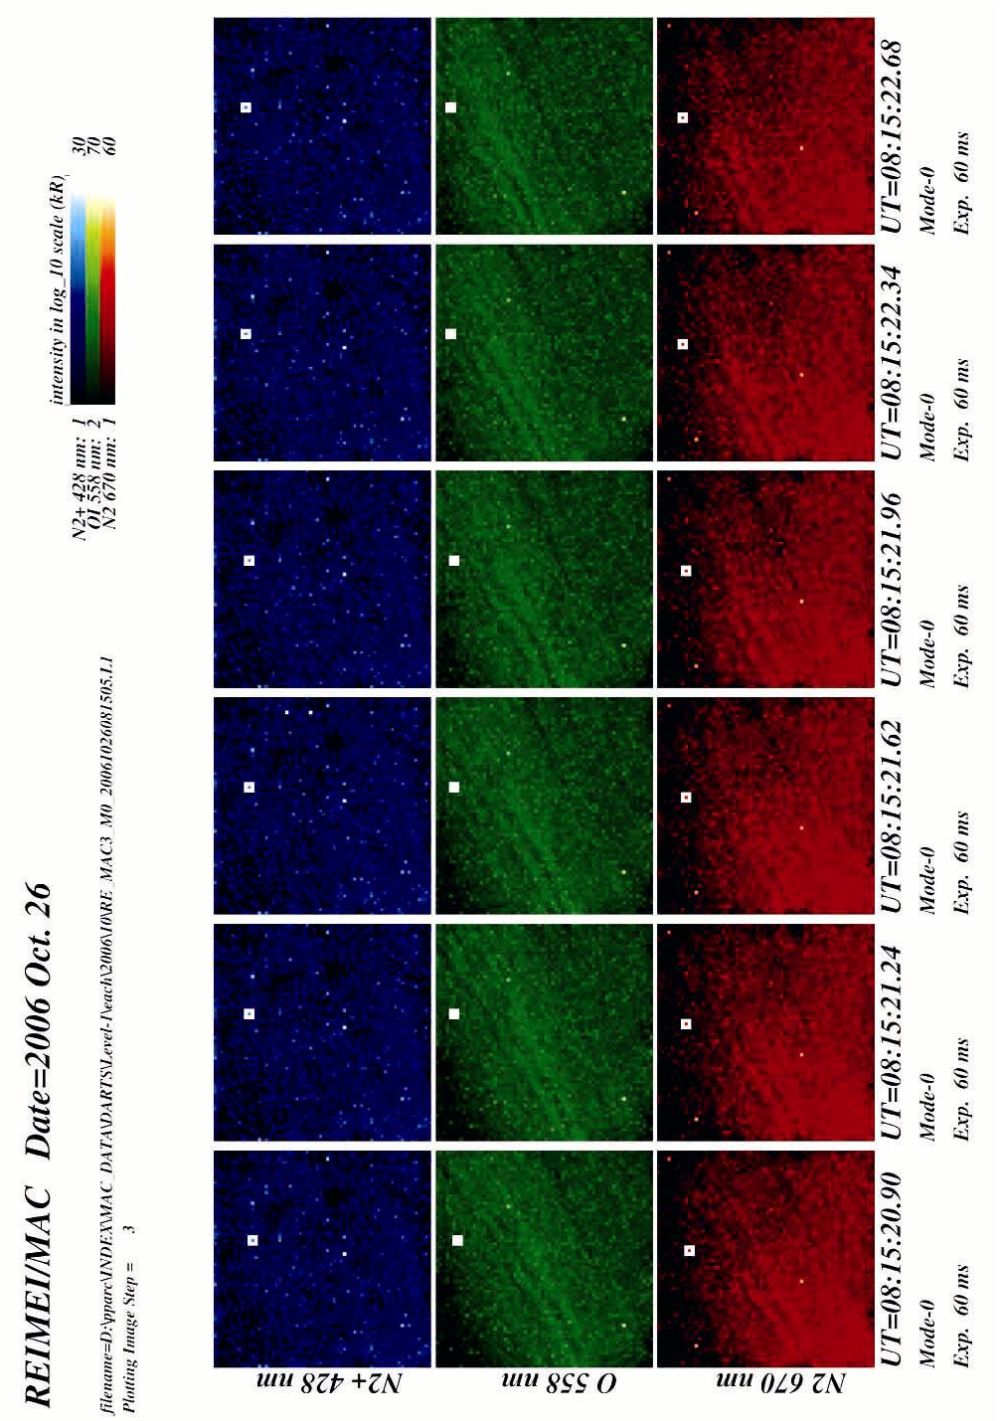 REIMEI/MAC Date=2006 Oct. 26
filename=D:\pparc\INDEX\MAC_DATA\DARTS\Level-1\each\2006\10\RE_MAC3_M0_20061026081505.L1
Plotting Image Step = 3
intensity in log_10 scale (kR)
N2+ 428 nm: 1 30
OI 558 nm: 2 70
N2 670 nm: 1 60
N2+ 428 nm
O 558 nm
N2 670 nm
UT=08:15:20.90 UT=08:15:21.24 UT=08:15:21.62 UT=08:15:21.96 UT=08:15:22.34 UT=08:15:22.68
Mode-0 Mode-0 Mode-0 Mode-0 Mode-0 Mode-0
Exp. 60 ms Exp. 60 ms Exp. 60 ms Exp. 60 ms Exp. 60 ms Exp. 60 ms